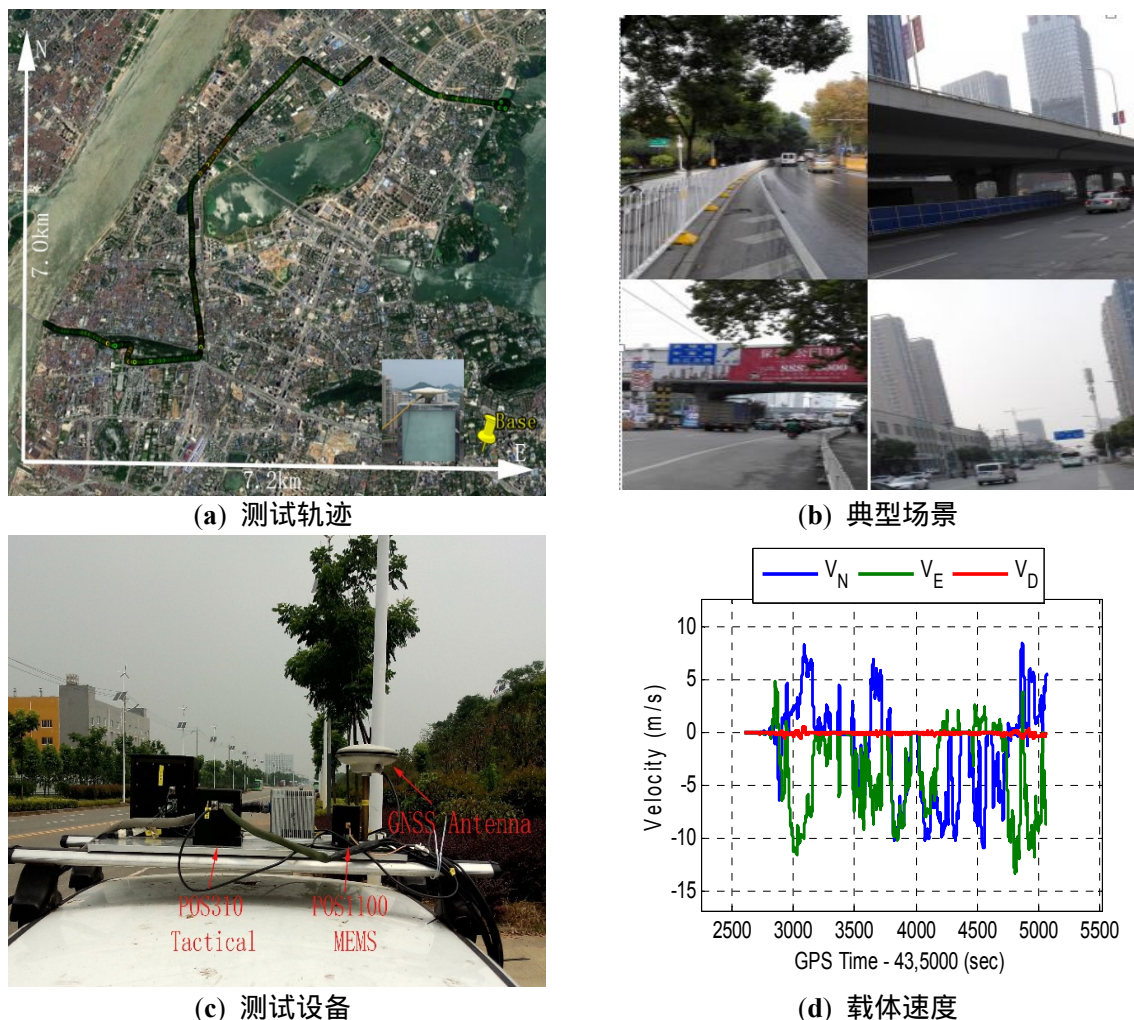 N
7.0km
Base
E
7.2km
(a) 测试轨迹
(b) 典型场景
GNSS Antenna
POS310
Tactical
POS1100
MEMS
(c) 测试设备
V_N V_E V_D
10
5
0
-5
-10
-15
Velocity (m/s)
2500 3000 3500 4000 4500 5000 5500
GPS Time - 43,5000 (sec)
(d) 载体速度